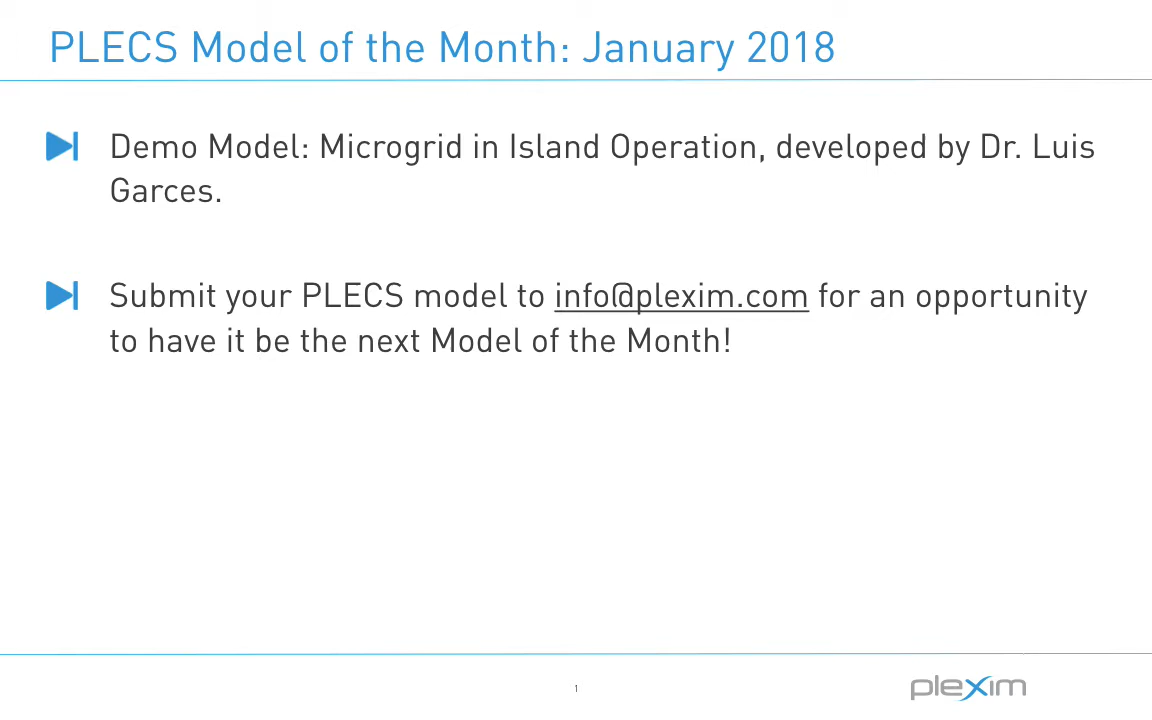 PLECS Model of the Month: January 2018
Demo Model: Microgrid in Island Operation, developed by Dr. Luis
Garces.
Submit your PLECS model to info@plexim.com for an opportunity
to have it be the next Model of the Month!
1
plexim